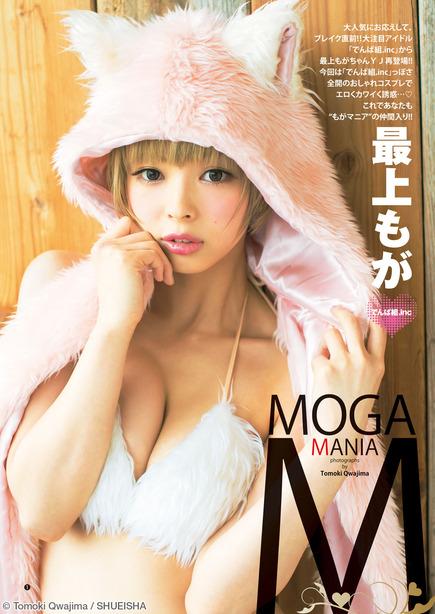 大人気にお応えして、
ブレイク直前!!大注目アイドル
「でんぱ組.inc」から
最上もがちゃんＹＪ再登場!!
今回は「でんぱ組.inc」っぽさ
全開のおしゃれコスプレで
エロくカワイく誘惑…♡
これであなたも
“もがマニア”の仲間入り!!
最上もが
でんぱ組.inc
MOGA
MANIA
photographs
by
Tomoki Qwajima
M
1
© Tomoki Qwajima / SHUEISHA